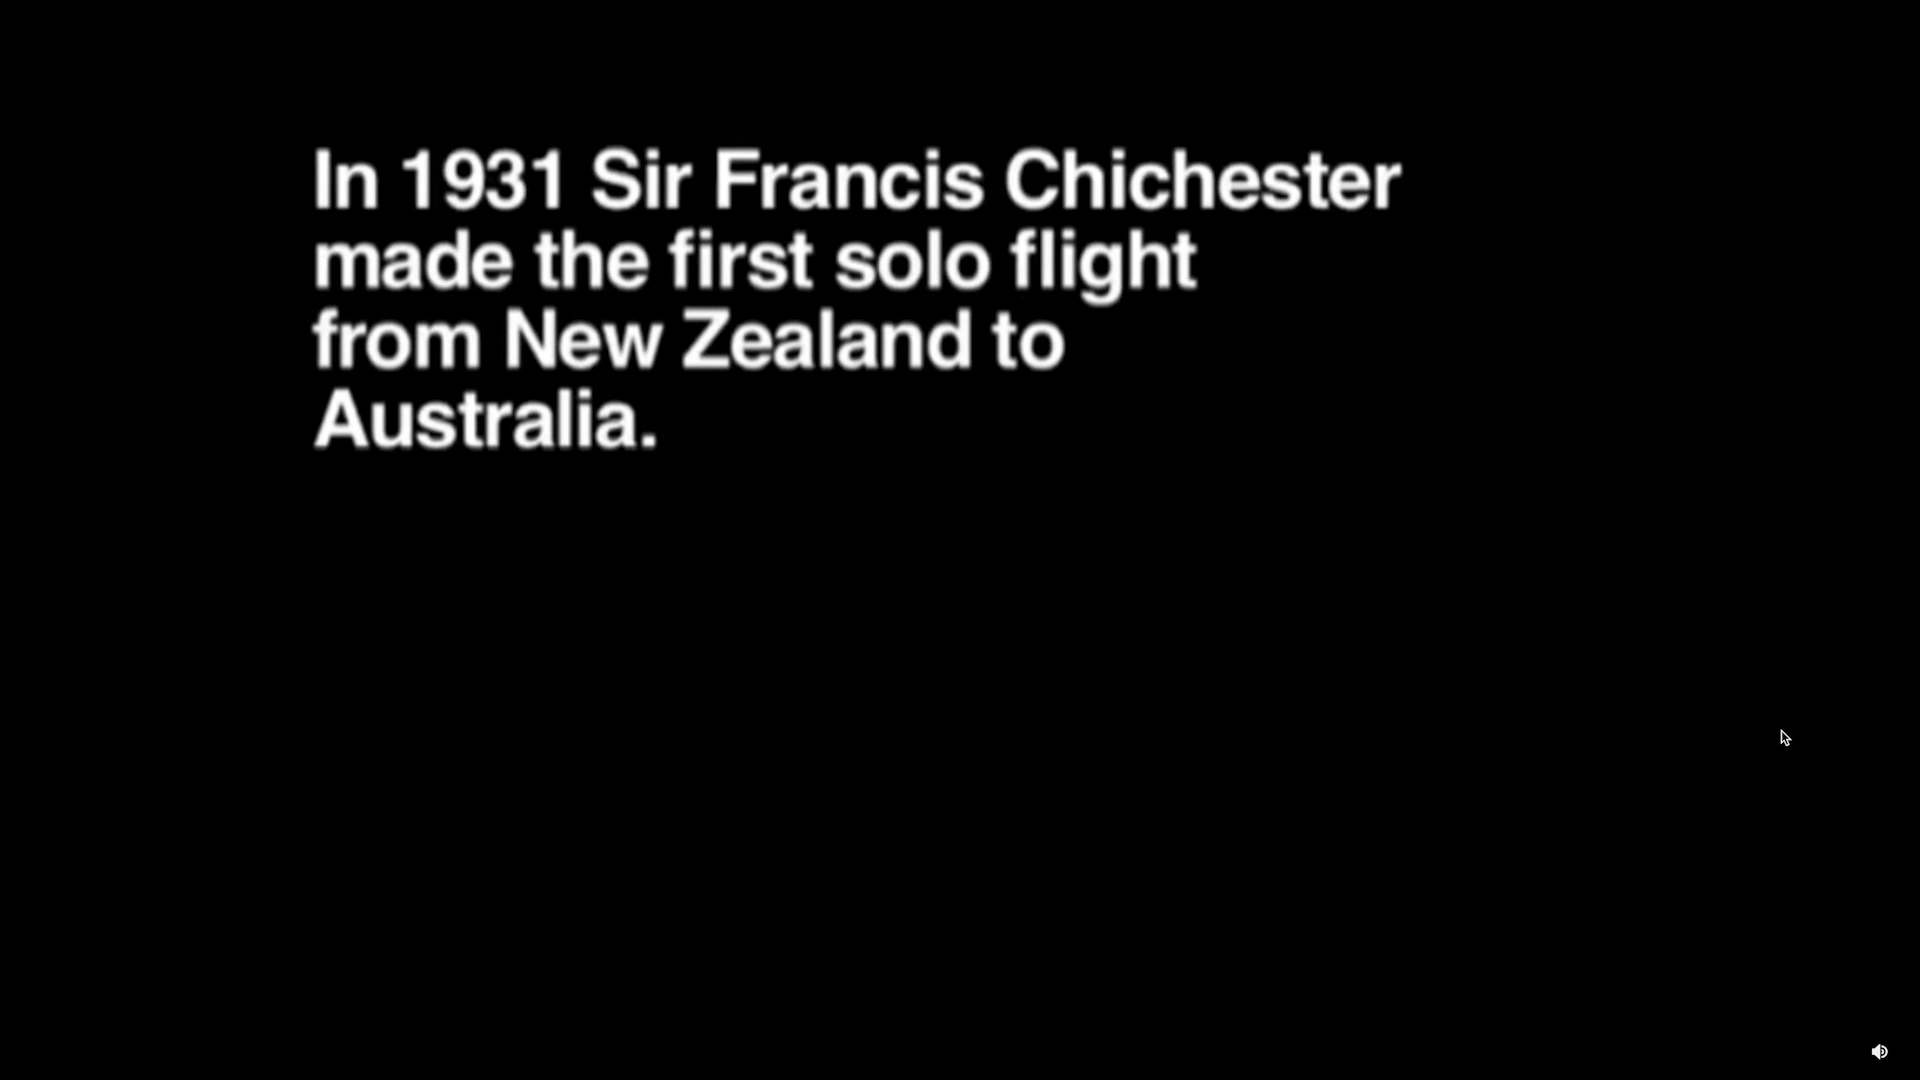 In 1931 Sir Francis Chichester
made the first solo flight
from New Zealand to
Australia.